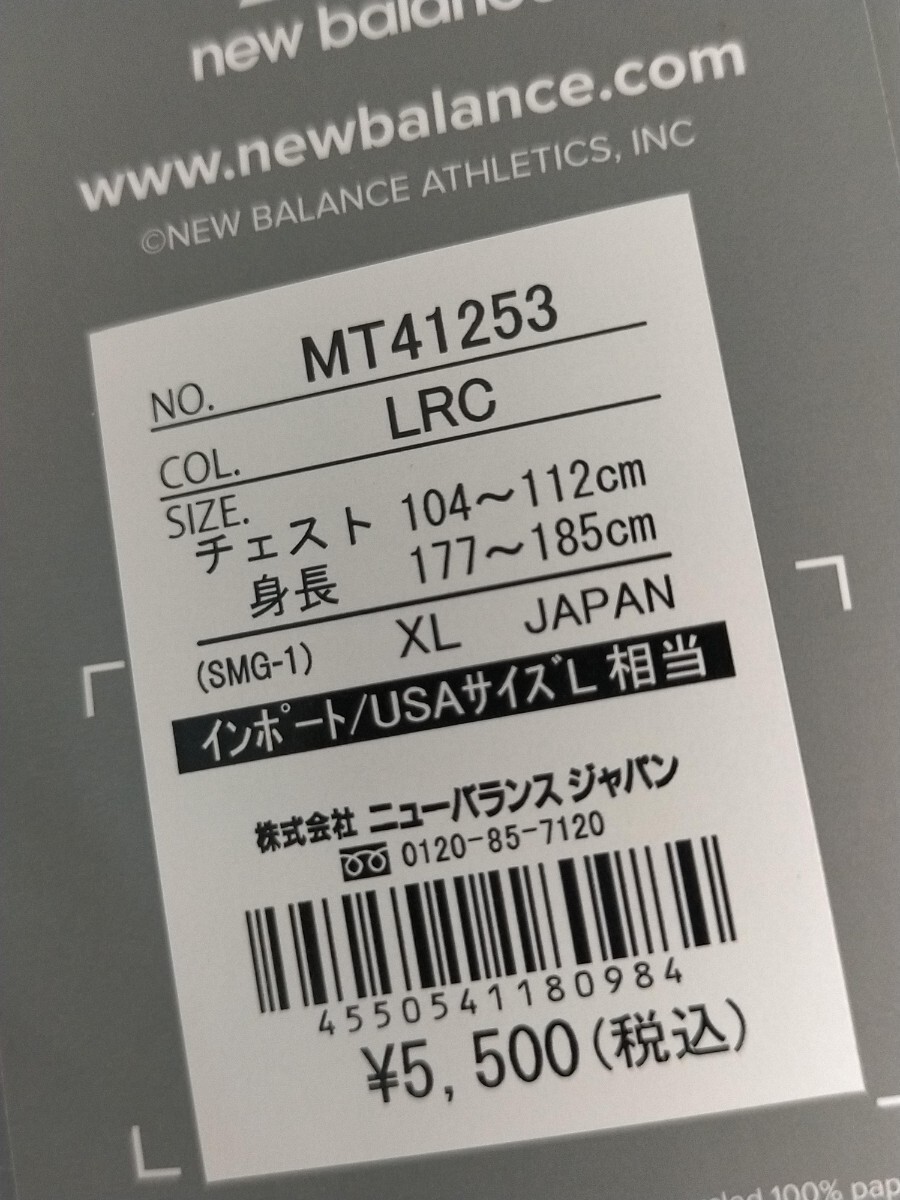 new balance
www.newbalance.com
©NEW BALANCE ATHLETICS, INC
NO. MT41253
COL. LRC
SIZE.
チェスト 104〜112cm
身長 177〜185cm
(SMG-1) XL JAPAN
インポート/USAサイズL 相当
株式会社 ニューバランス ジャパン
0120-85-7120
4550541180984
¥5,500(税込)
100% pap